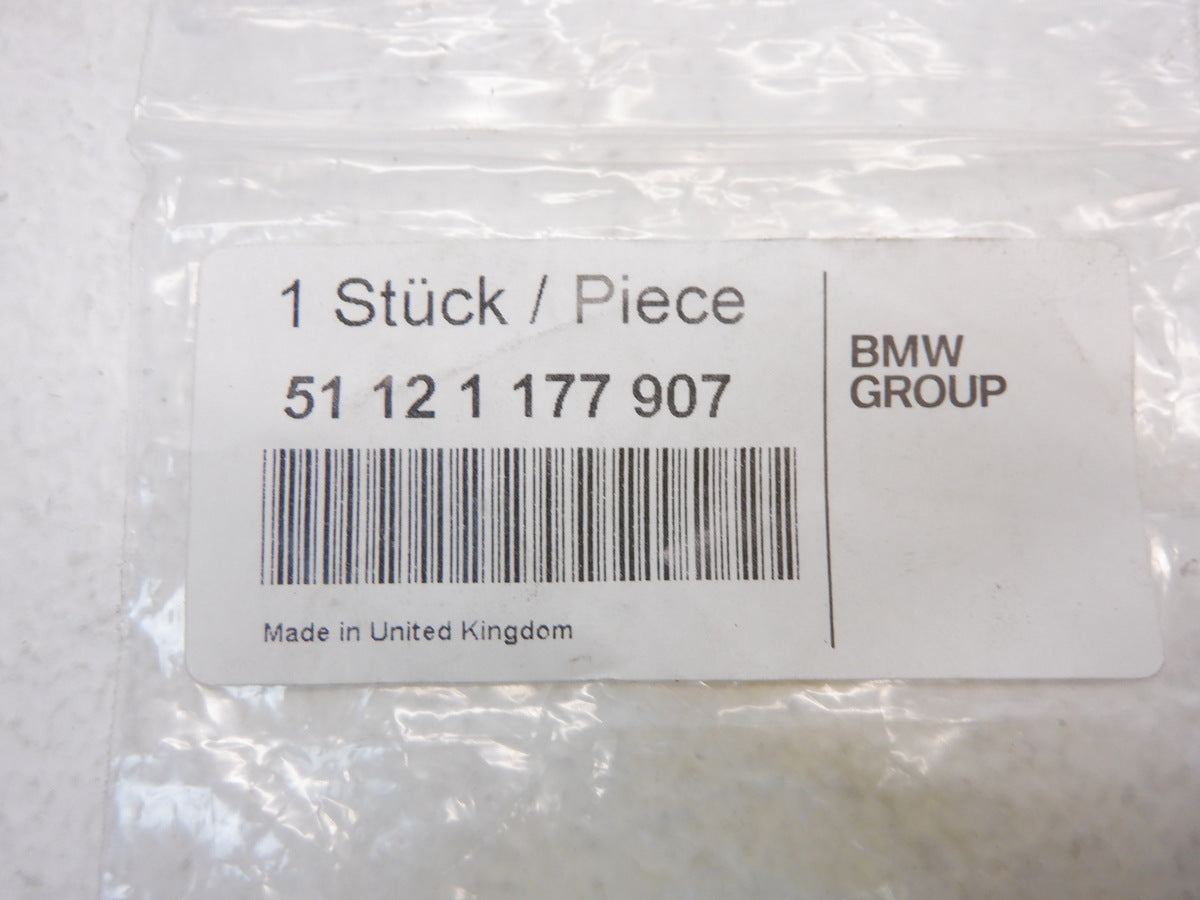 1 Stück / Piece
51 12 1 177 907
Made in United Kingdom
BMW
GROUP